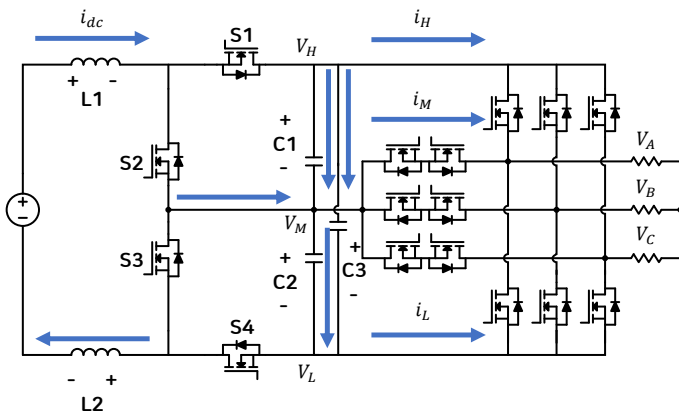 i_dc
S1
V_H
i_H
+ -
L1
i_M
+
C1
-
V_A
S2
V_B
+
-
V_M
S3
+
C2
-
+
C3
-
V_C
i_L
S4
- +
L2
V_L